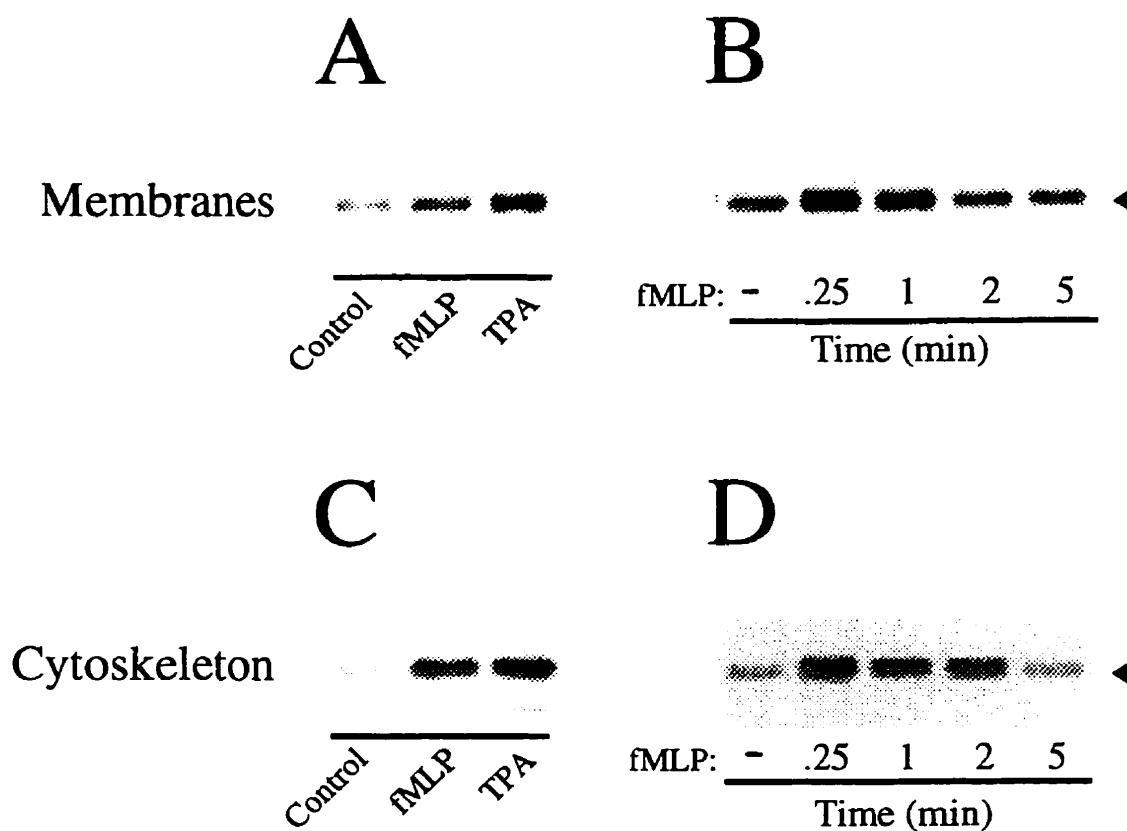 A
B
Membranes
Control fMLP TPA
fMLP: - .25 1 2 5
Time (min)
C
D
Cytoskeleton
Control fMLP TPA
fMLP: - .25 1 2 5
Time (min)